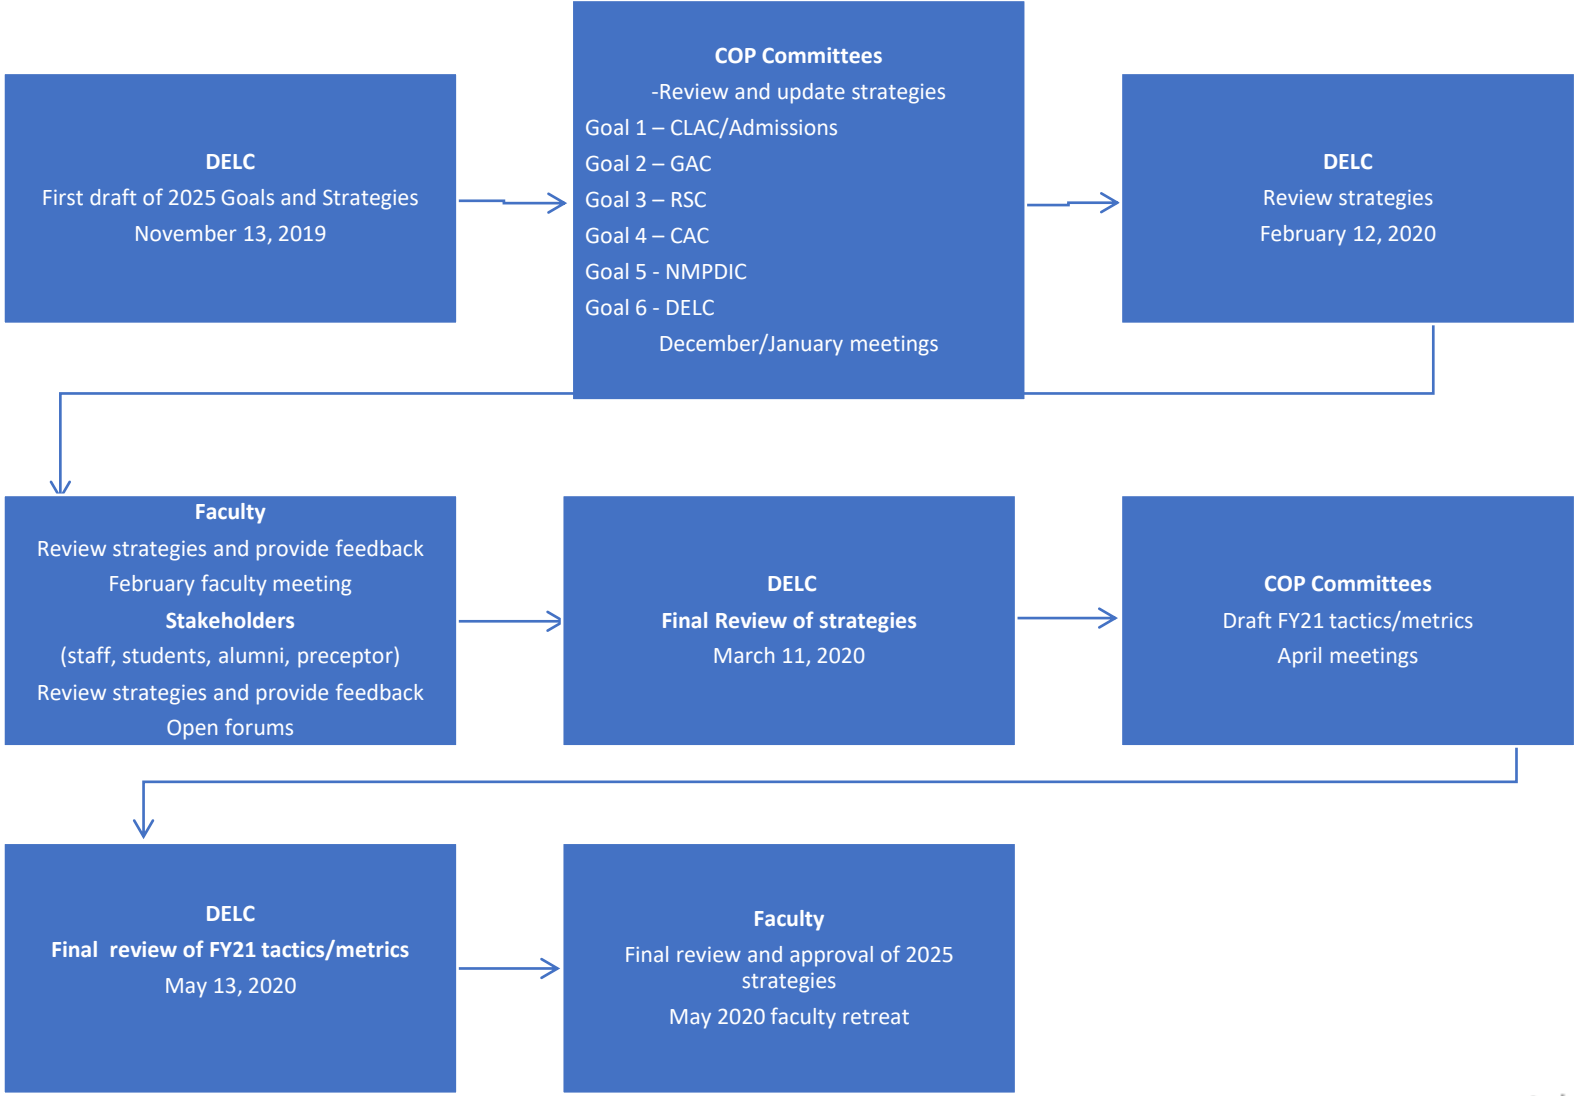 DELC
First draft of 2025 Goals and Strategies
November 13, 2019
COP Committees
-Review and update strategies
Goal 1 – CLAC/Admissions
Goal 2 – GAC
Goal 3 – RSC
Goal 4 – CAC
Goal 5 - NMPDIC
Goal 6 - DELC
December/January meetings
DELC
Review strategies
February 12, 2020
Faculty
Review strategies and provide feedback
February faculty meeting
Stakeholders
(staff, students, alumni, preceptor)
Review strategies and provide feedback
Open forums
DELC
Final Review of strategies
March 11, 2020
COP Committees
Draft FY21 tactics/metrics
April meetings
DELC
Final  review of FY21 tactics/metrics
May 13, 2020
Faculty
Final review and approval of 2025
strategies
May 2020 faculty retreat